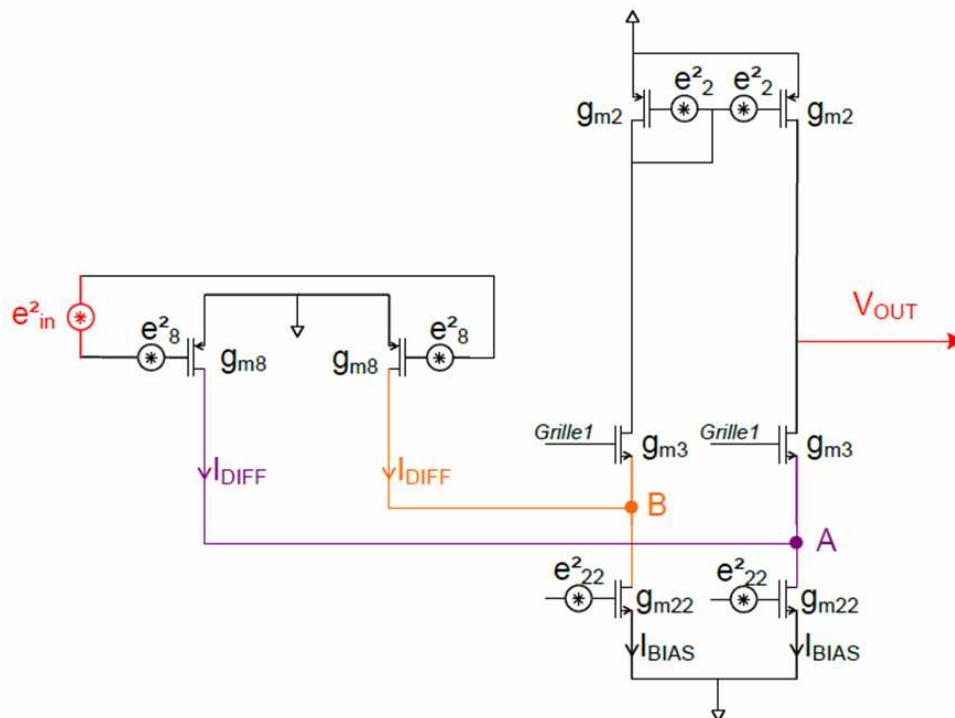 e²2 e²2
gm2 gm2
e²in
e²8 e²8
gm8 gm8
VOUT
Grille1 Grille1
gm3 gm3
IDIFF IDIFF
B
A
e²22 e²22
gm22 gm22
IBIAS IBIAS